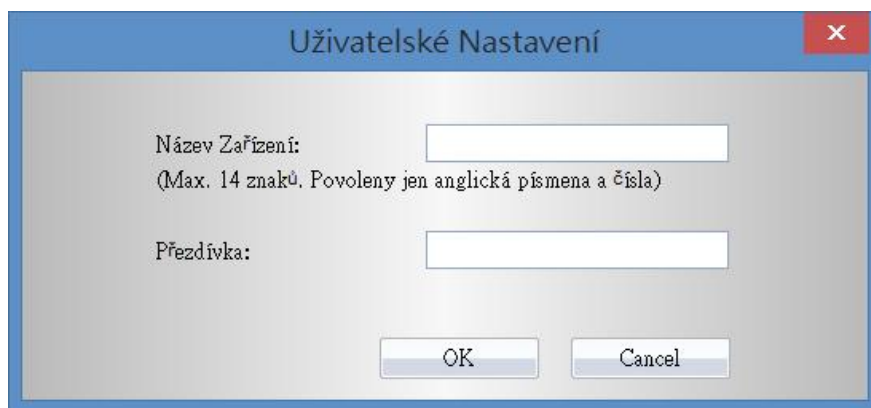 Uživatelské Nastavení
x
Název Zařízení:
(Max. 14 znaků. Povoleny jen anglická písmena a čísla)
Přezdívka:
OK Cancel